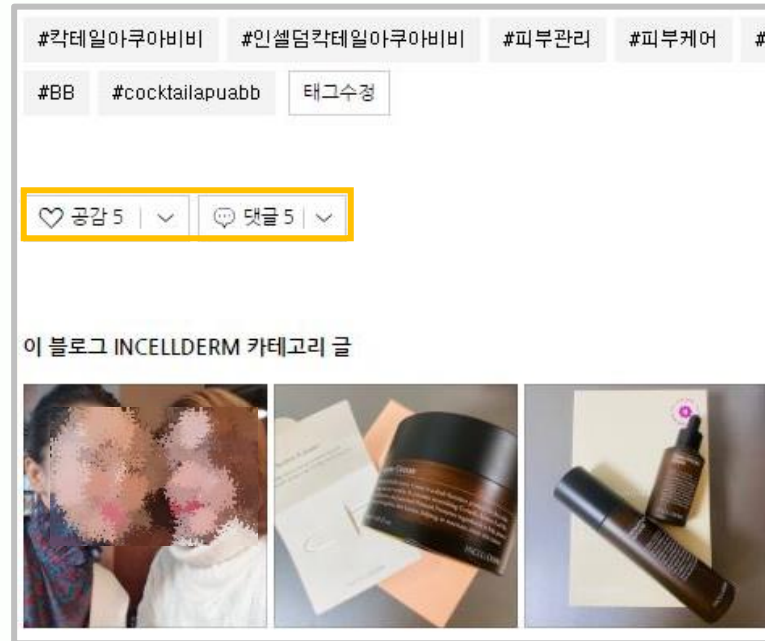 #칵테일아쿠아비비 #인셀덤칵테일아쿠아비비 #피부관리 #피부케어 #
#BB #cocktailapuabb 태그수정
공감 5 댓글 5
이 블로그 INCELLDERM 카테고리 글
INCELLDERM